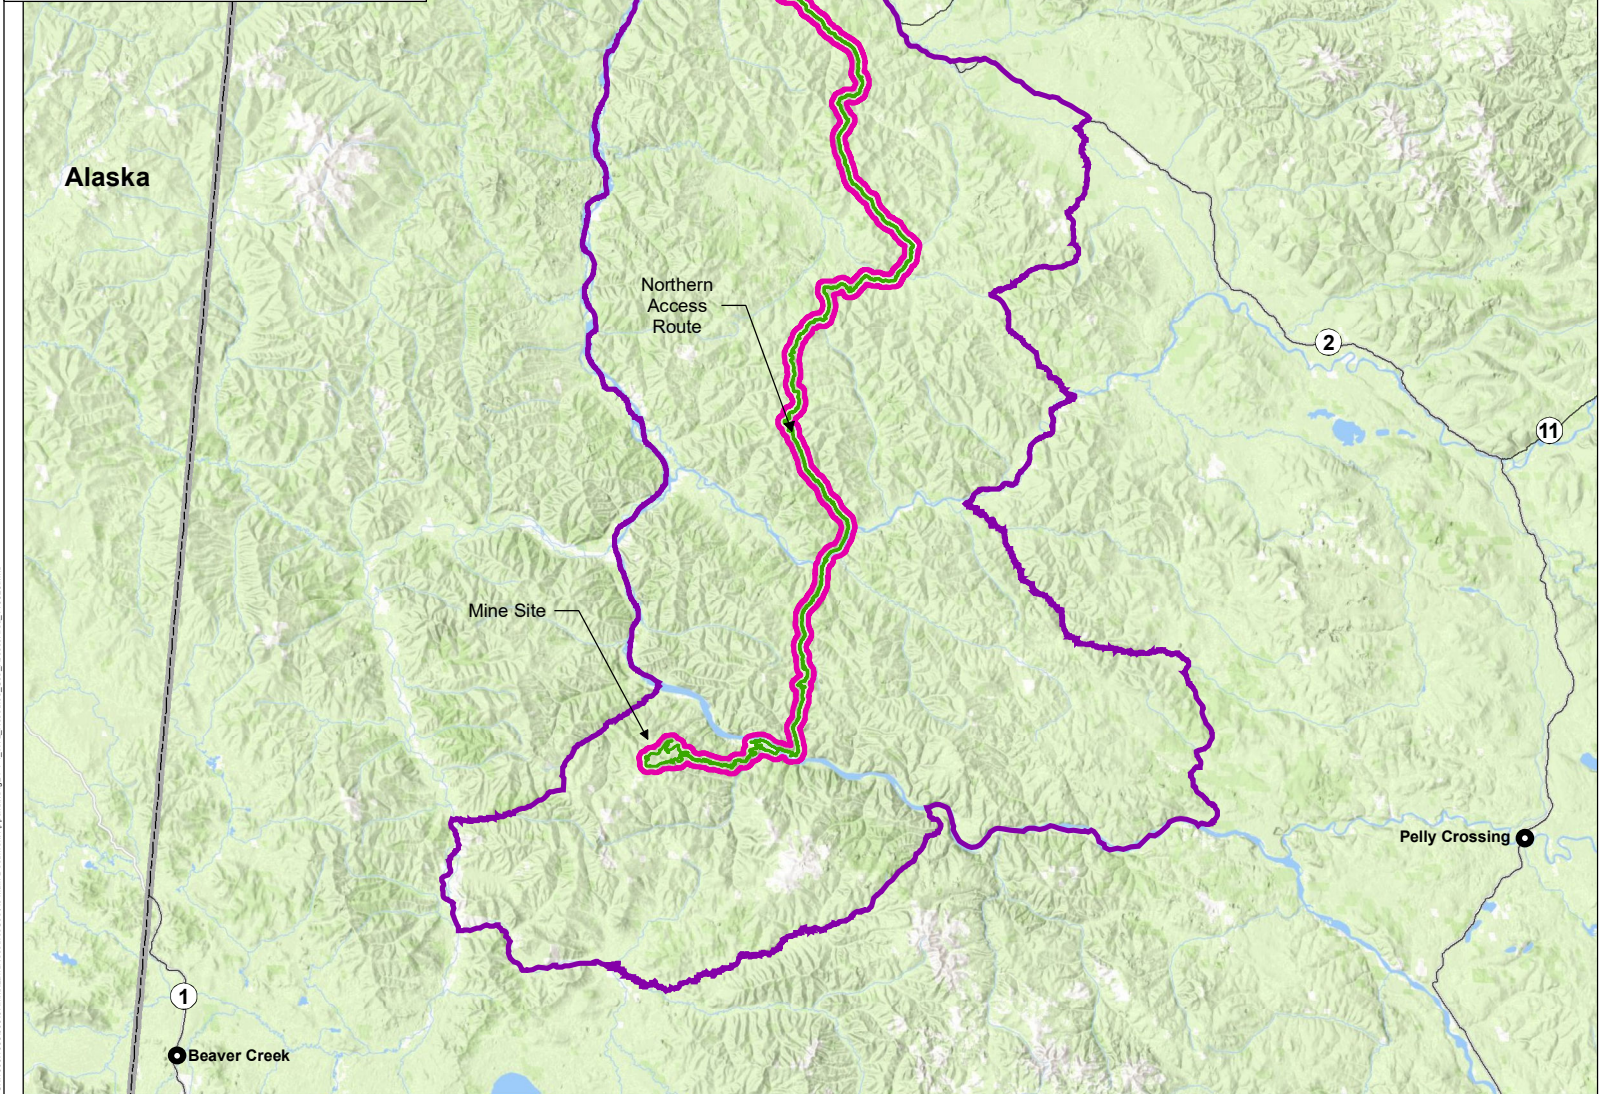 Alaska
Northern
Access
Route
2
11
Mine Site
Pelly Crossing
1
Beaver Creek